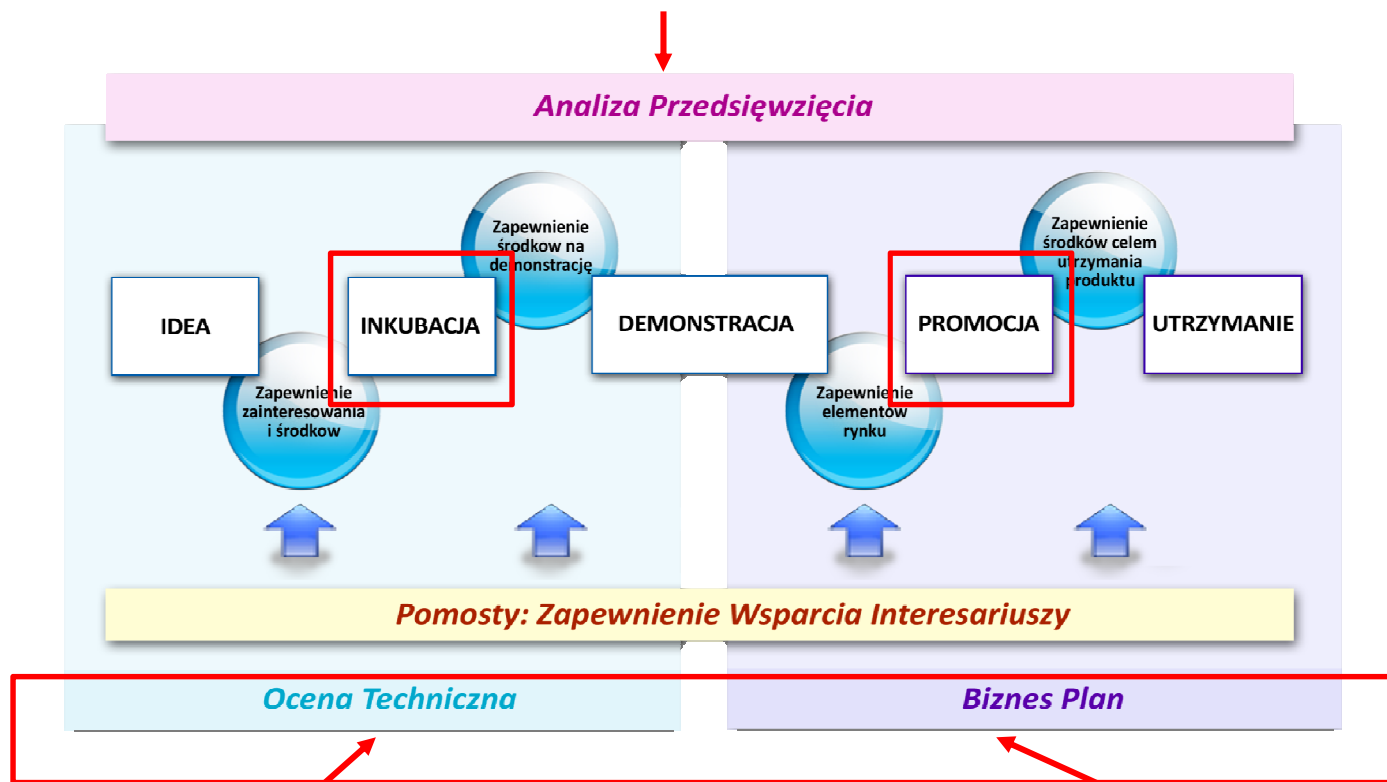 Analiza Przedsięwzięcia
Zapewnienie
środkow na
demonstrację
Zapewnienie
środków celem
utrzymania
produktu
IDEA
INKUBACJA
DEMONSTRACJA
PROMOCJA
UTRZYMANIE
Zapewnienie
zainteresowania
i środkow
Zapewnienie
elementów
rynku
Pomosty: Zapewnienie Wsparcia Interesariuszy
Ocena Techniczna
Biznes Plan